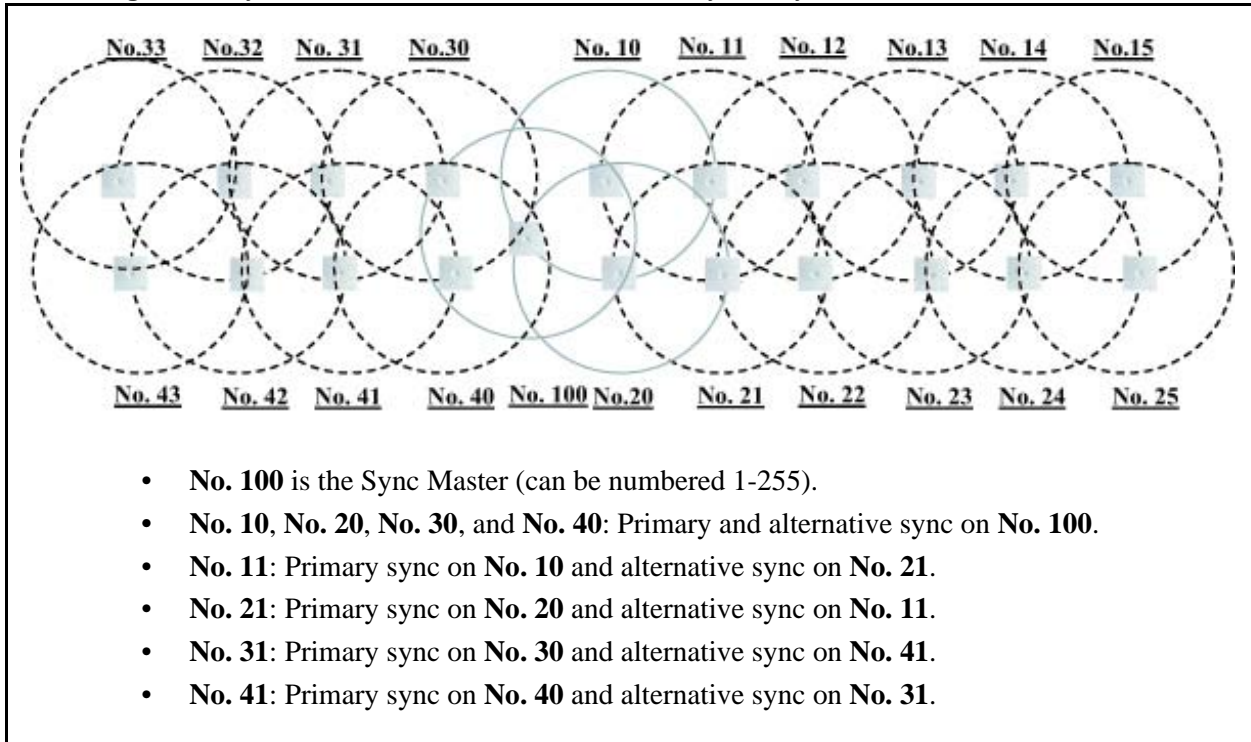 No.33 No.32 No. 31 No.30 No. 10 No. 11 No. 12 No.13 No. 14 No.15
No. 43 No. 42 No. 41 No. 40 No. 100 No.20 No. 21 No. 22 No. 23 No. 24 No. 25
• No. 100 is the Sync Master (can be numbered 1-255).
• No. 10, No. 20, No. 30, and No. 40: Primary and alternative sync on No. 100.
• No. 11: Primary sync on No. 10 and alternative sync on No. 21.
• No. 21: Primary sync on No. 20 and alternative sync on No. 11.
• No. 31: Primary sync on No. 30 and alternative sync on No. 41.
• No. 41: Primary sync on No. 40 and alternative sync on No. 31.